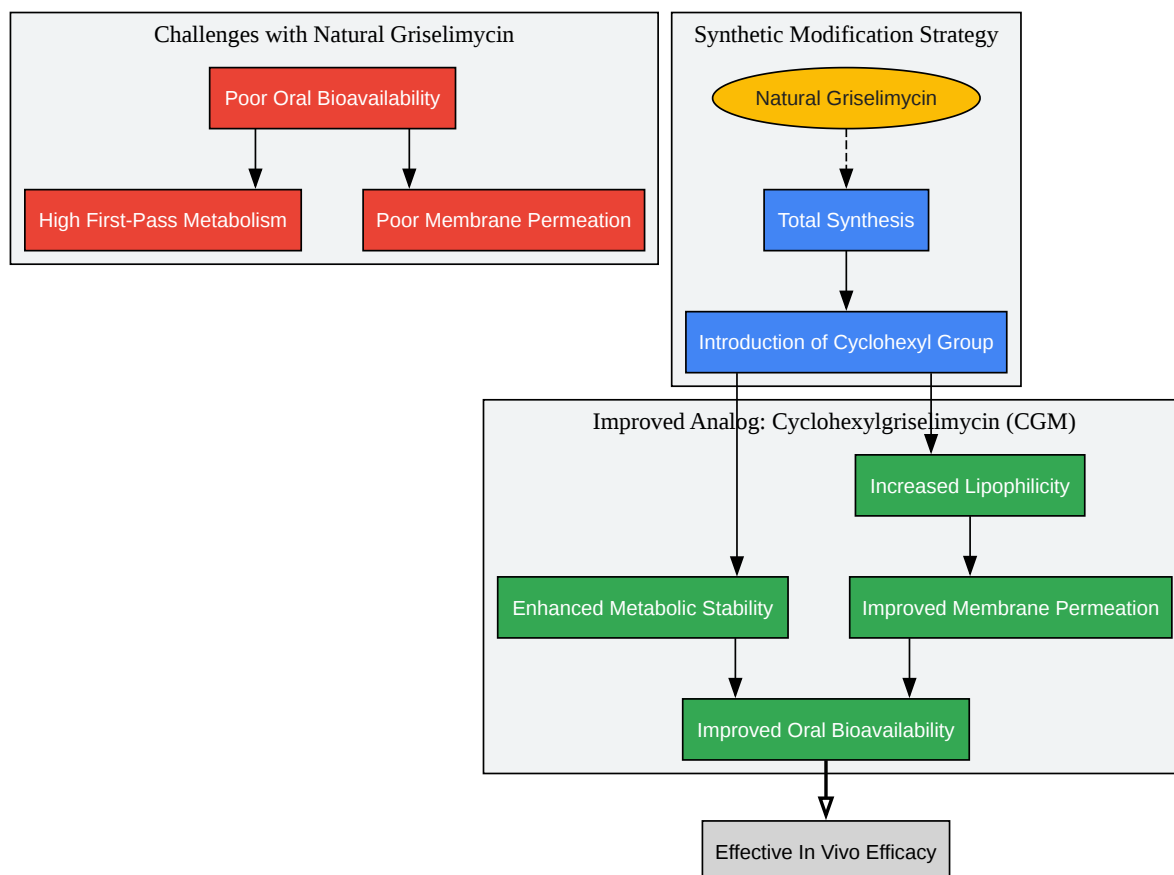 Challenges with Natural Griselimycin
Poor Oral Bioavailability
High First-Pass Metabolism
Poor Membrane Permeation
Synthetic Modification Strategy
Natural Griselimycin
Total Synthesis
Introduction of Cyclohexyl Group
Improved Analog: Cyclohexylgriselimycin (CGM)
Increased Lipophilicity
Enhanced Metabolic Stability
Improved Membrane Permeation
Improved Oral Bioavailability
Effective In Vivo Efficacy